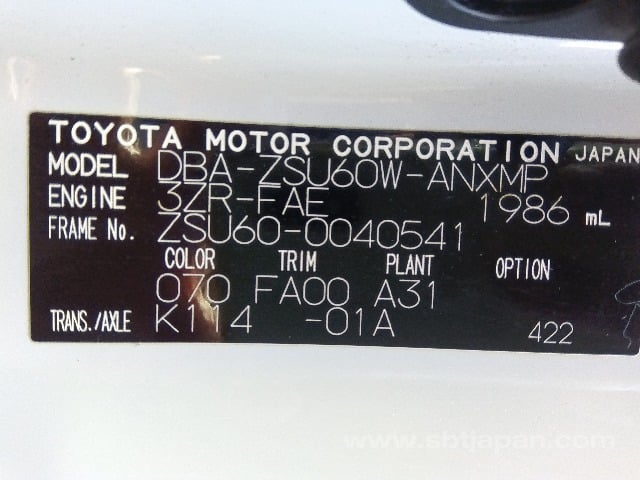 TOYOTA MOTOR CORPORATION JAPAN
MODEL DBA-ZSU60W-ANXMP
ENGINE 3ZR-FAE 1986 mL
FRAME No. ZSU60-0040541
COLOR TRIM PLANT OPTION
070 FA00 A31
TRANS./AXLE K114 -01A 422
www.sbtjapan.com